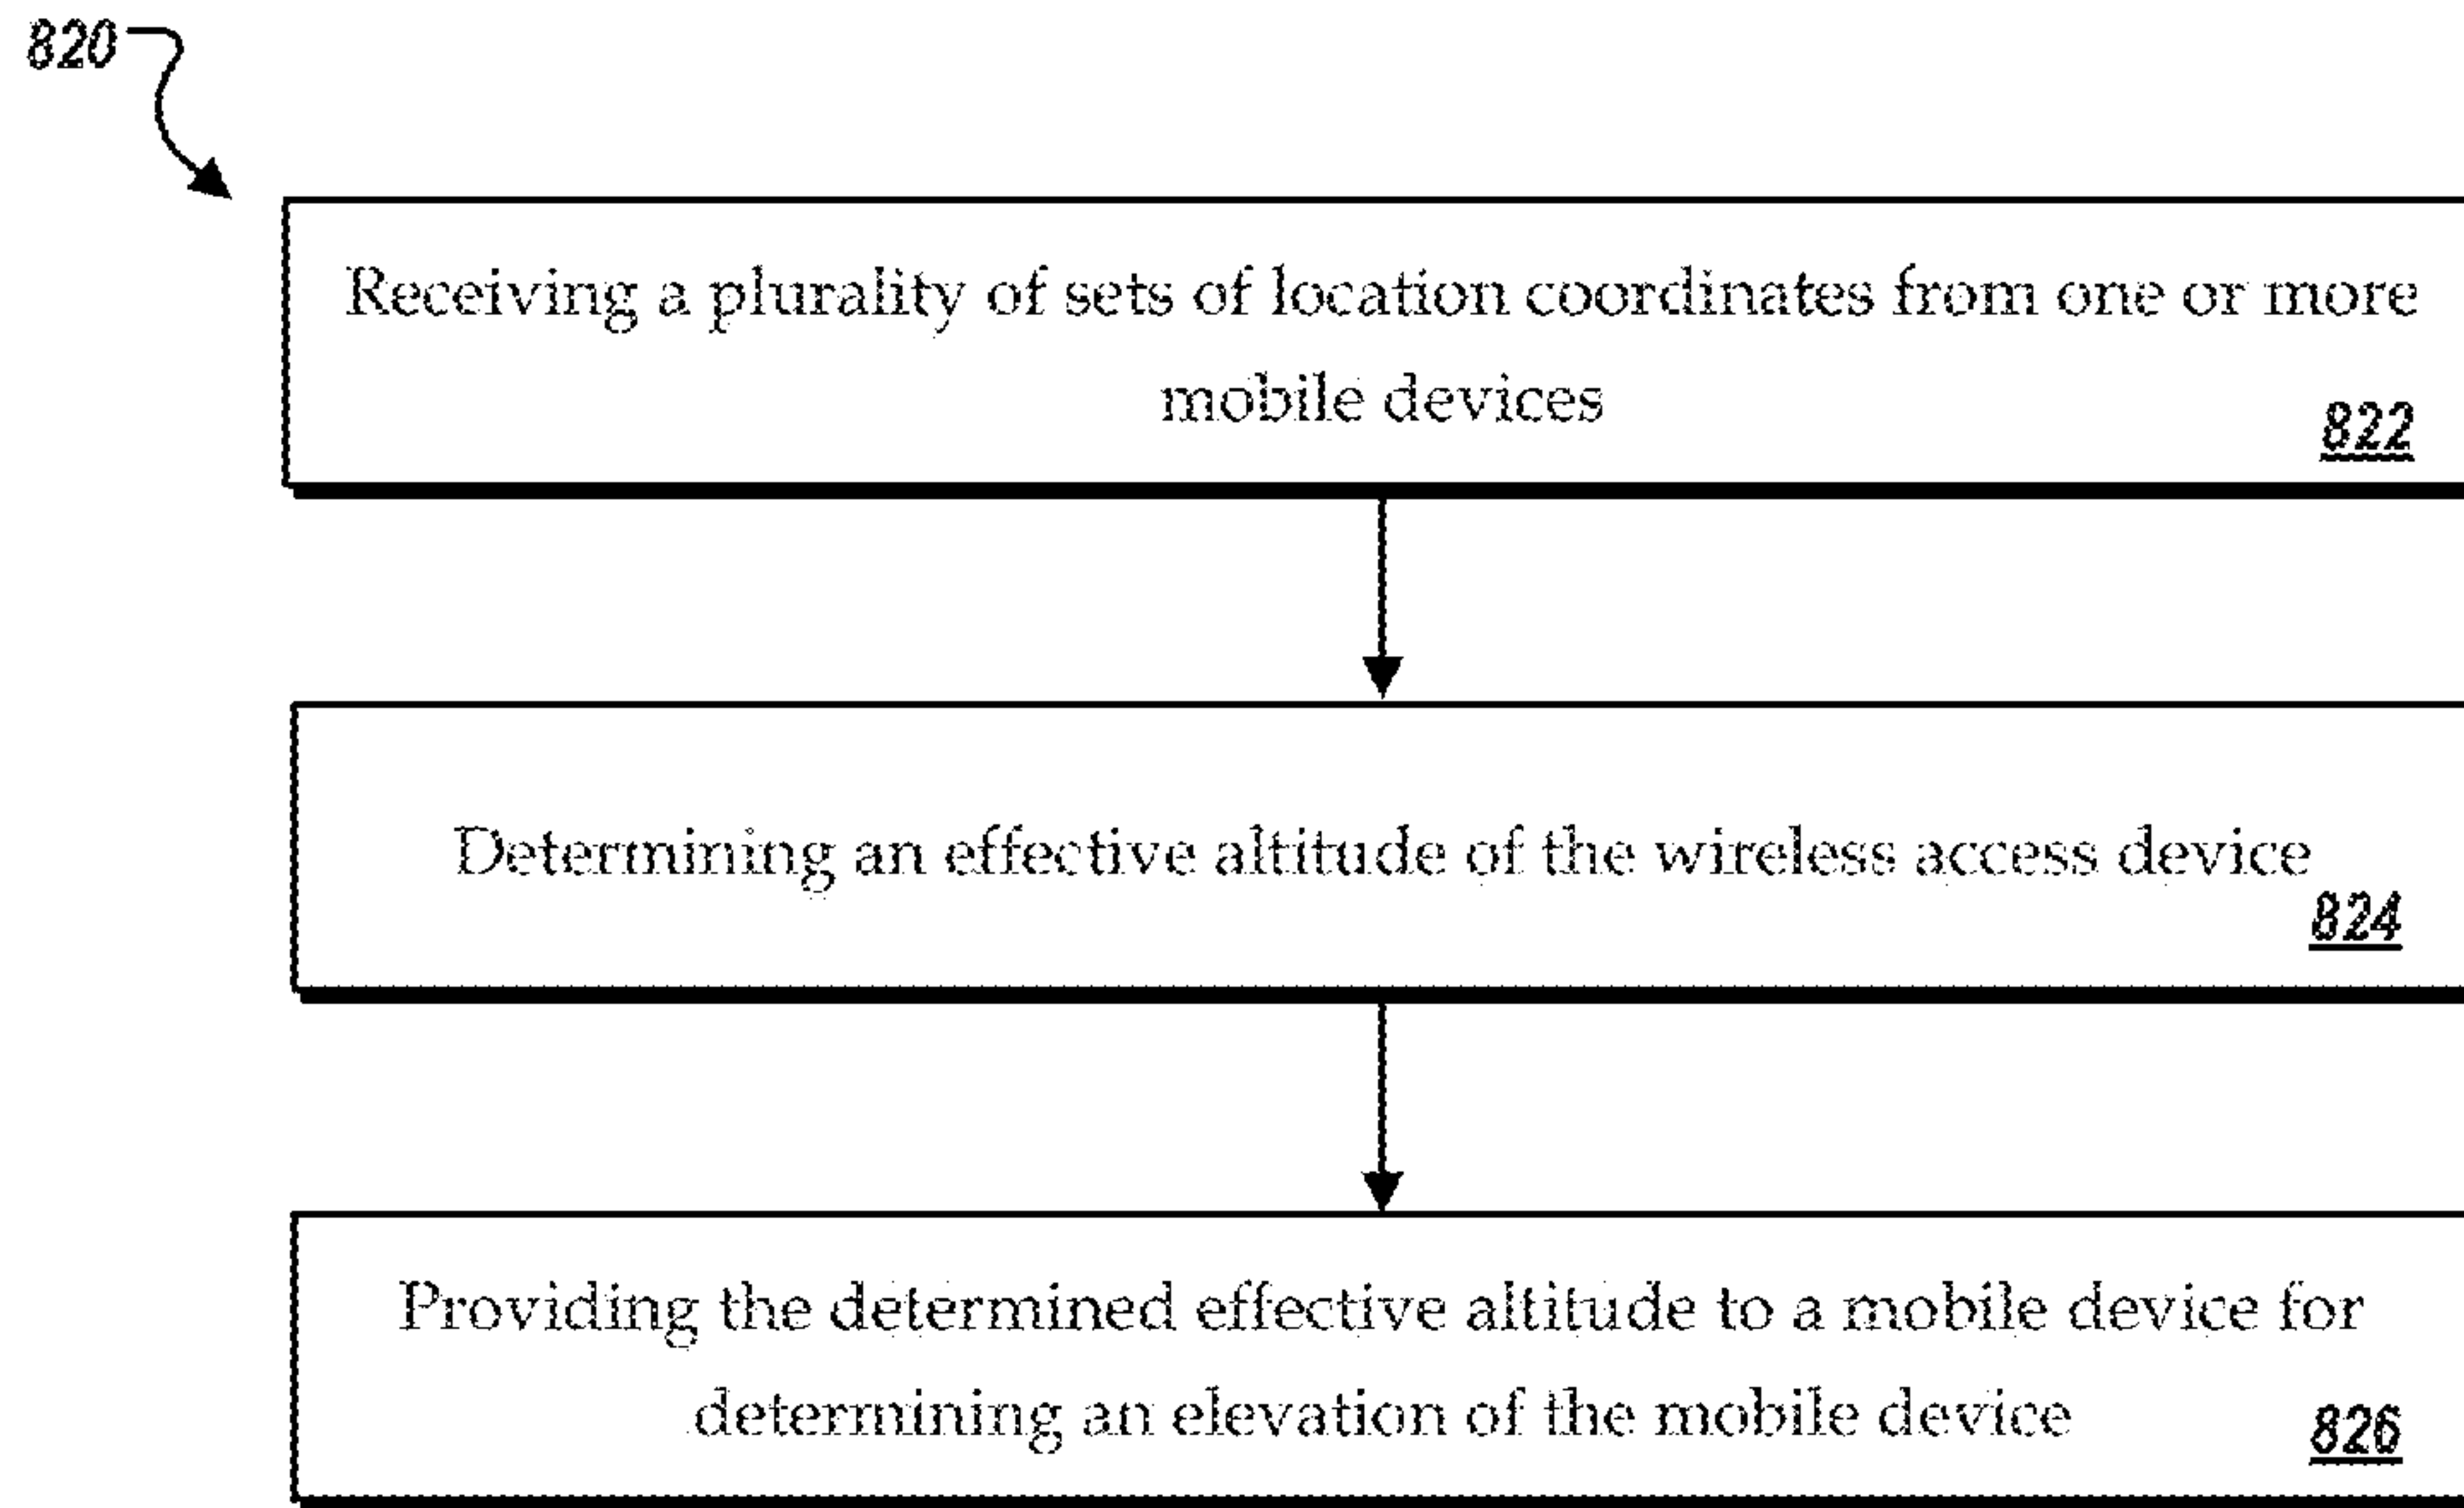 820
Receiving a plurality of sets of location coordinates from one or more
mobile devices
822
Determining an effective altitude of the wireless access device
824
Providing the determined effective altitude to a mobile device for
determining an elevation of the mobile device
826